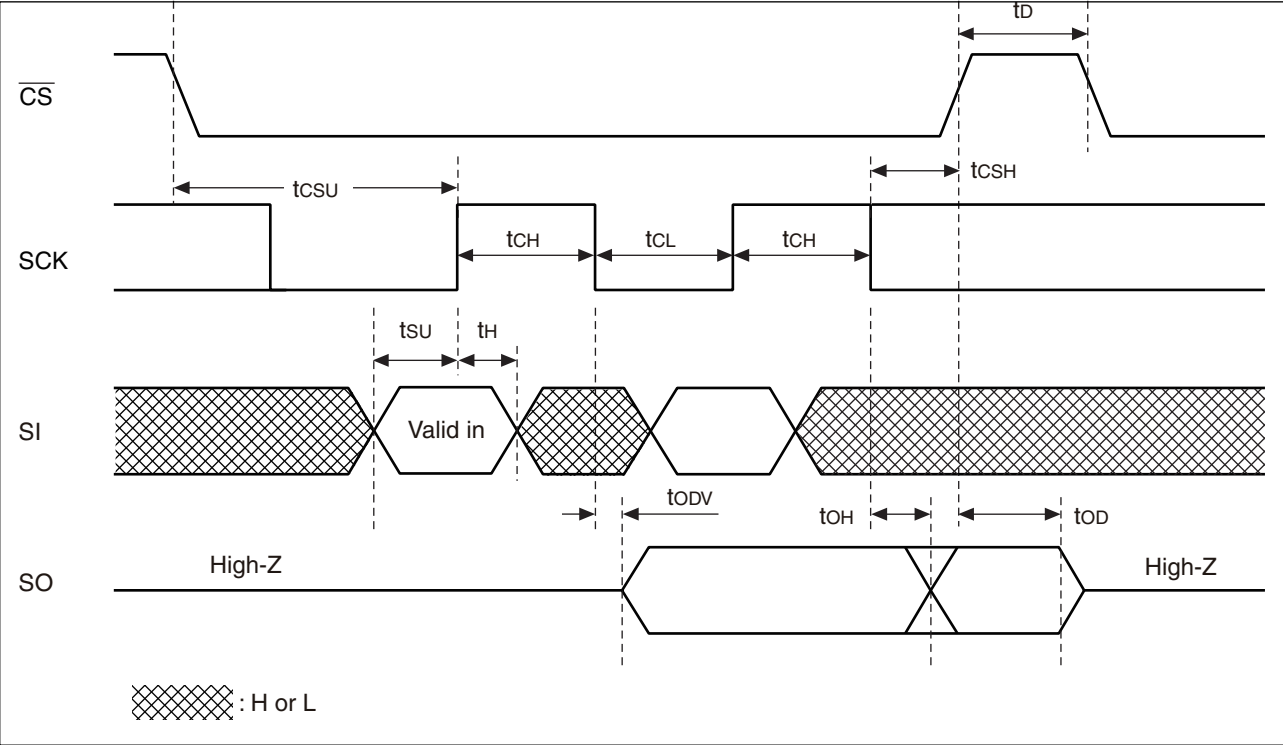 tD
CS
tCSH
tCSU
tCH
tCL
tCH
SCK
tSU
tH
SI
Valid in
tODV
tOH
tOD
High-Z
High-Z
SO
: H or L